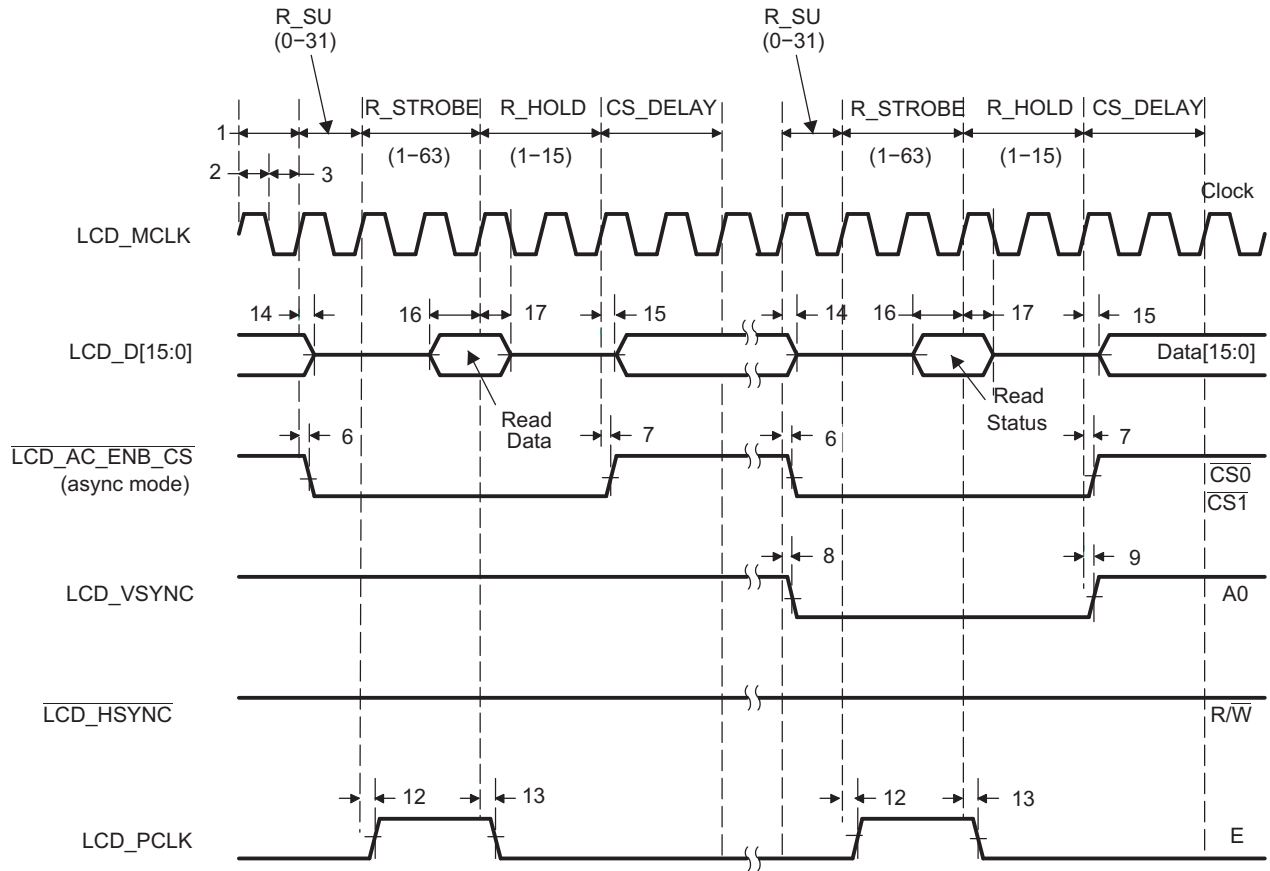 R_SU
(0−31)
R_SU
(0−31)
R_STROBE R_HOLD CS_DELAY R_STROBE R_HOLD CS_DELAY
1
(1−63) (1−15) (1−63) (1−15)
2 3
Clock
LCD_MCLK
14 16 17 15 14 16 17 15
LCD_D[15:0] Data[15:0]
Read
Data
Read
Status
6 7 6 7
LCD_AC_ENB_CS
(async mode)
CS0
CS1
8 9
LCD_VSYNC A0
LCD_HSYNC R/W
12 13 12 13
LCD_PCLK E